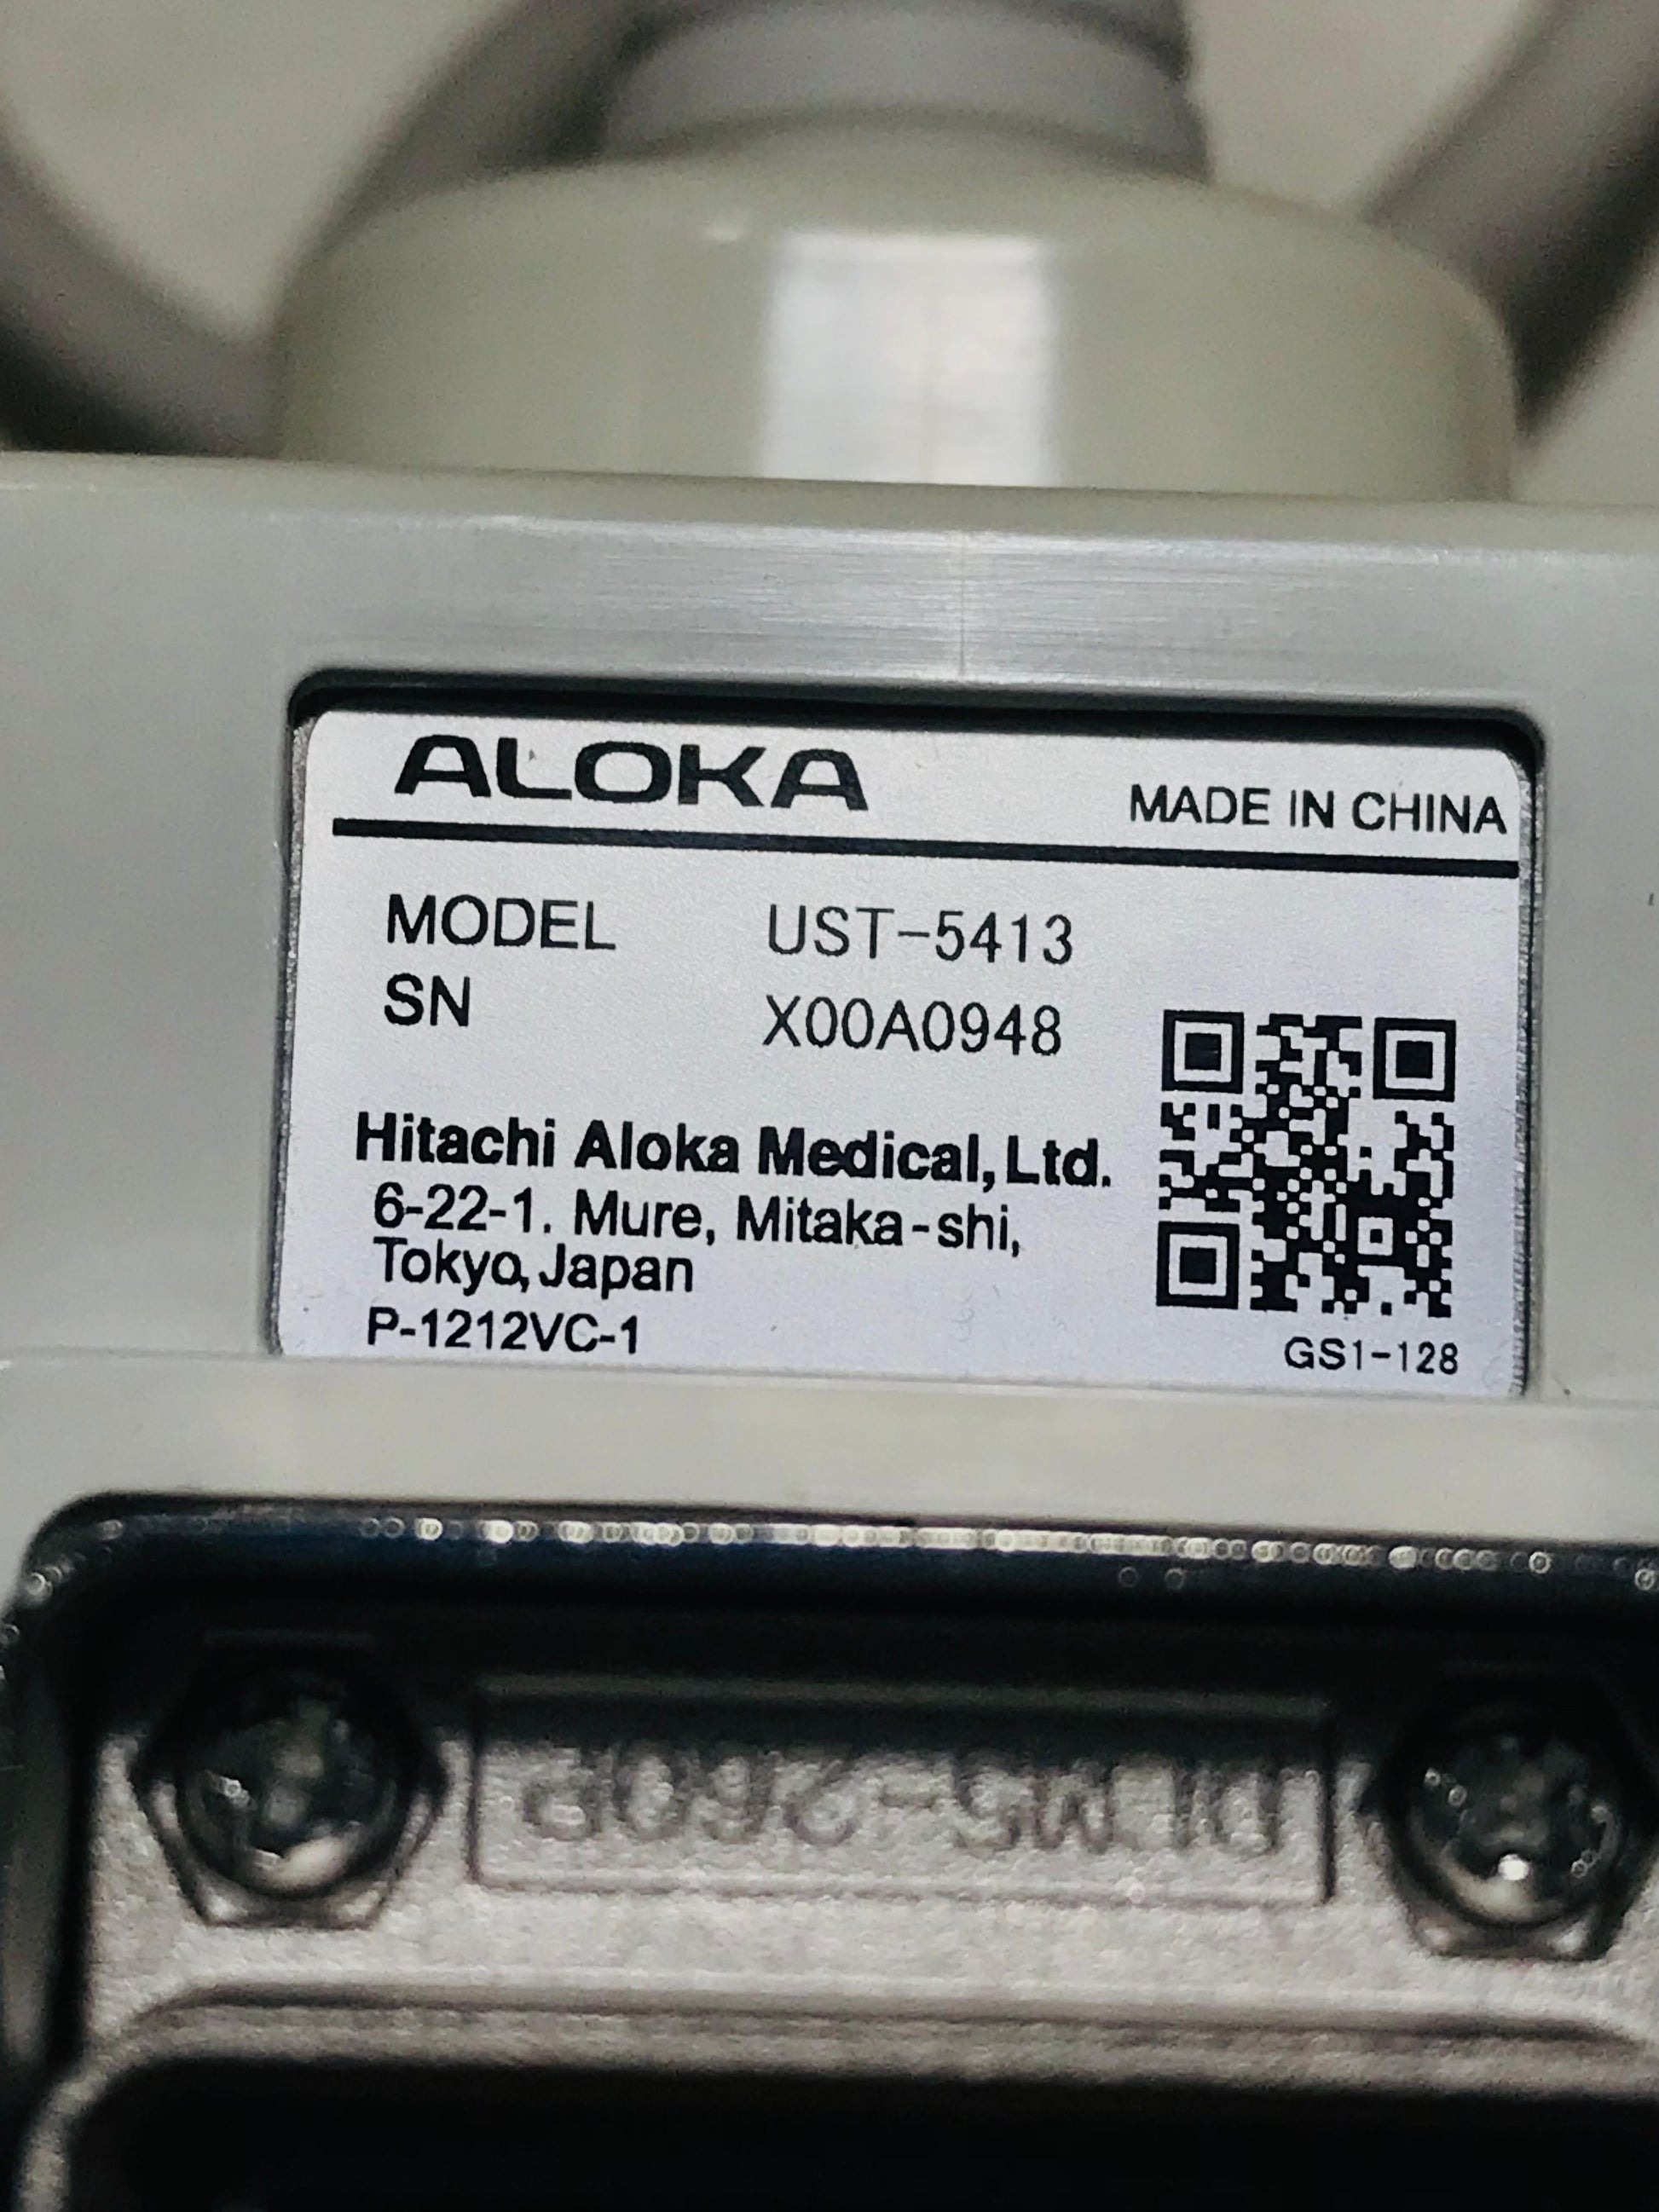 ALOKA
MADE IN CHINA
MODEL UST-5413
SN X00A0948
Hitachi Aloka Medical, Ltd.
6-22-1. Mure, Mitaka-shi,
Tokyo, Japan
P-1212VC-1
GS1-128